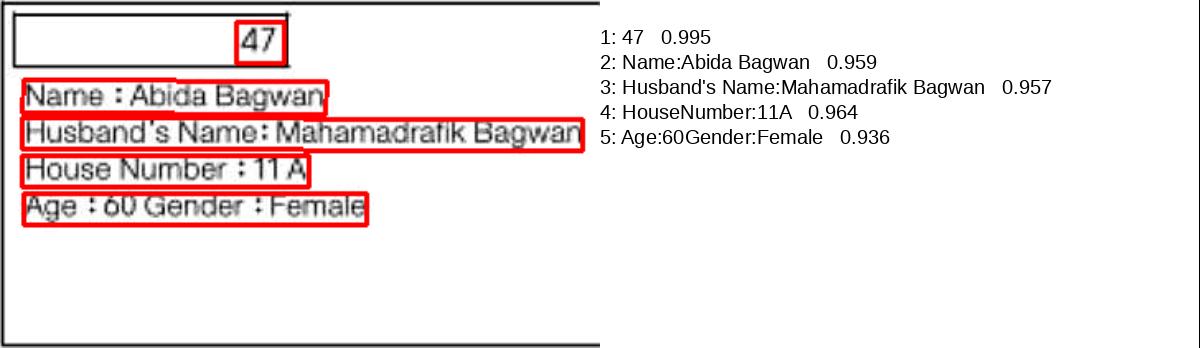 47
Name : Abida Bagwan
Husband's Name: Mahamadrafik Bagwan
House Number : 11 A
Age : 60 Gender : Female
1: 47 0.995
2: Name:Abida Bagwan 0.959
3: Husband's Name:Mahamadrafik Bagwan 0.957
4: HouseNumber:11A 0.964
5: Age:60Gender:Female 0.936